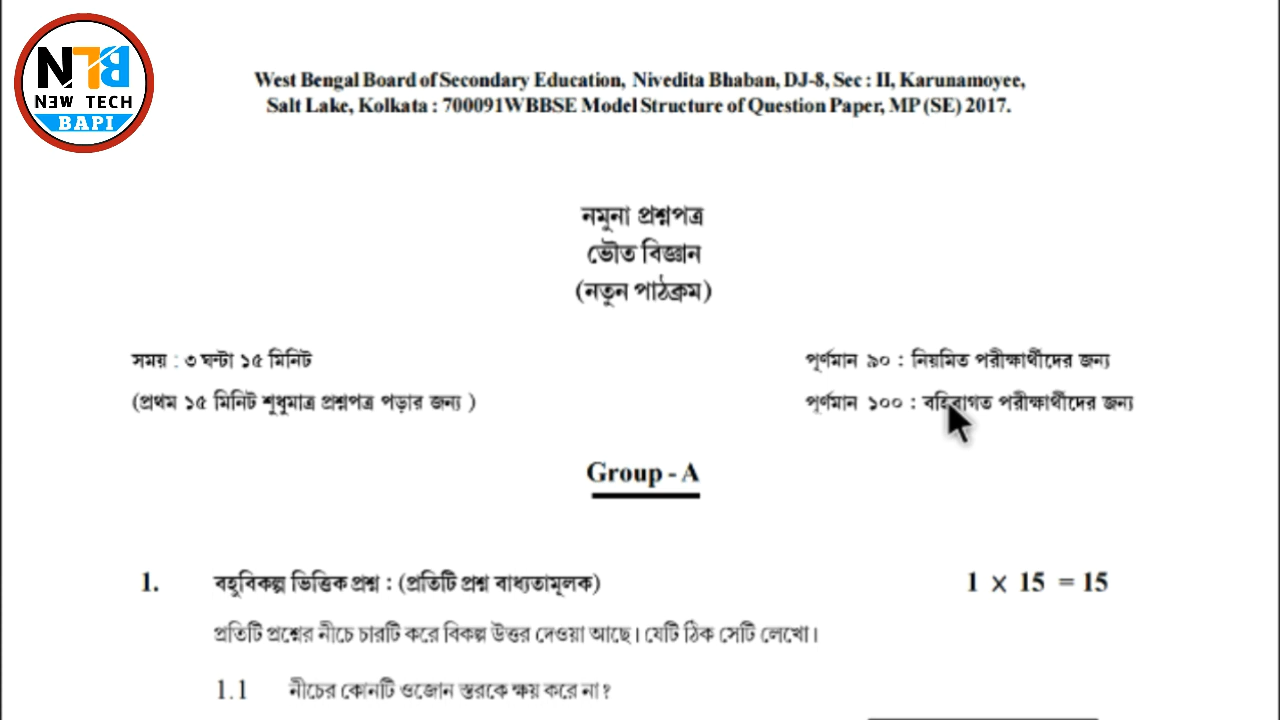 NTB
NEW TECH
BAPI
West Bengal Board of Secondary Education, Nivedita Bhaban, DJ-8, Sec : II, Karunamoyee,
Salt Lake, Kolkata : 700091WBBSE Model Structure of Question Paper, MP (SE) 2017.
নমুনা প্রশ্নপত্র
ভৌত বিজ্ঞান
(নতুন পাঠক্রম)
সময় : ৩ ঘন্টা ১৫ মিনিট
পূর্ণমান ৯০ : নিয়মিত পরীক্ষার্থীদের জন্য
(প্রথম ১৫ মিনিট শুধুমাত্র প্রশ্নপত্র পড়ার জন্য )
পূর্ণমান ১০০ : বহিরাগত পরীক্ষার্থীদের জন্য
Group - A
1. বহুবিকল্প ভিত্তিক প্রশ্ন : (প্রতিটি প্রশ্ন বাধ্যতামূলক) 1 × 15 = 15
প্রতিটি প্রশ্নের নীচে চারটি করে বিকল্প উত্তর দেওয়া আছে। যেটি ঠিক সেটি লেখো।
1.1 নীচের কোনটি ওজোন স্তরকে ক্ষয় করে না?